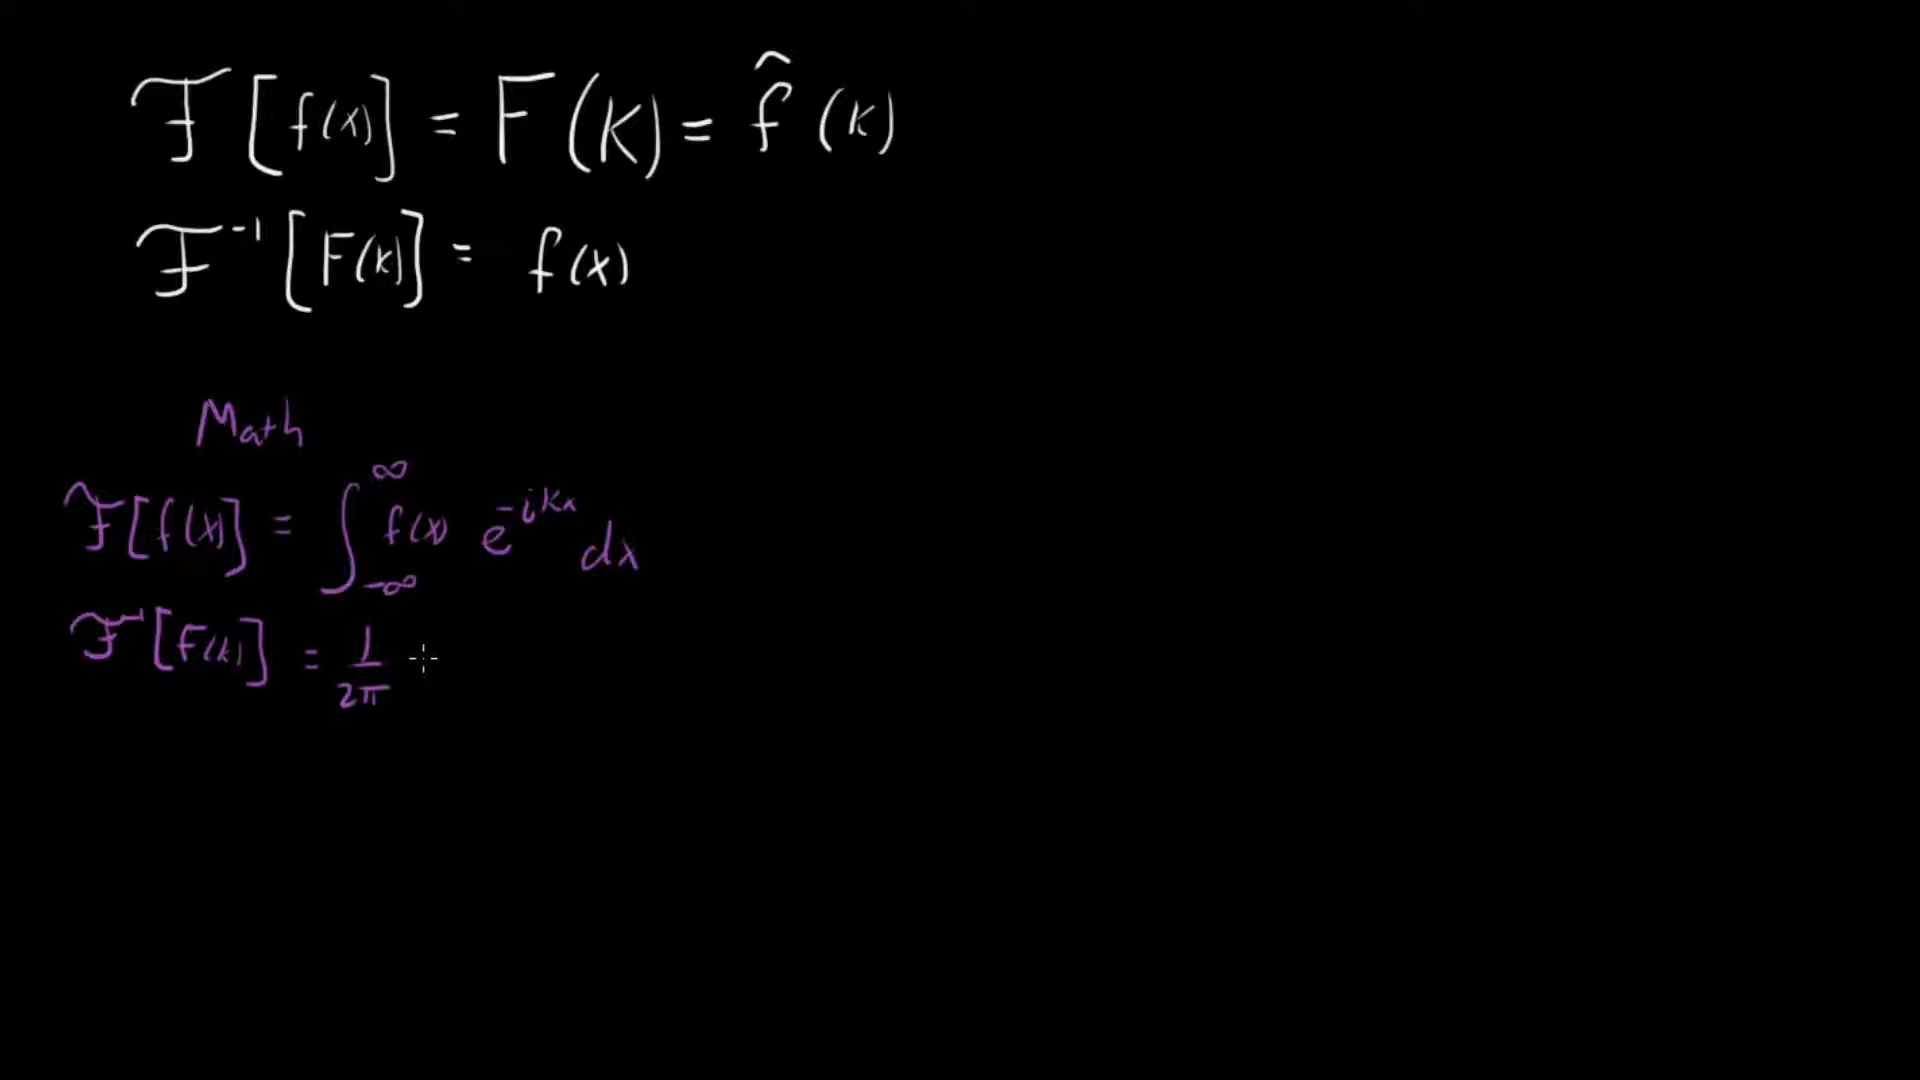 ℱ[f(x)] = F(k) = f̂(k)
ℱ⁻¹[F(k)] = f(x)
Math
ℱ[f(x)] = ∫_{-∞}^{∞} f(x) e^{-ikx} dx
ℱ⁻¹[F(k)] = 1/2π